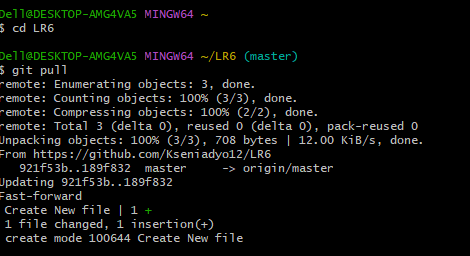 Dell@DESKTOP-AMG4VA5 MINGW64 ~
$ cd LR6
Dell@DESKTOP-AMG4VA5 MINGW64 ~/LR6 (master)
$ git pull
remote: Enumerating objects: 3, done.
remote: Counting objects: 100% (3/3), done.
remote: Compressing objects: 100% (2/2), done.
remote: Total 3 (delta 0), reused 0 (delta 0), pack-reused 0
Unpacking objects: 100% (3/3), 708 bytes | 12.00 KiB/s, done.
From https://github.com/Kseniadyo12/LR6
   921f53b..189f832  master     -> origin/master
Updating 921f53b..189f832
Fast-forward
 Create New file | 1 +
 1 file changed, 1 insertion(+)
 create mode 100644 Create New file